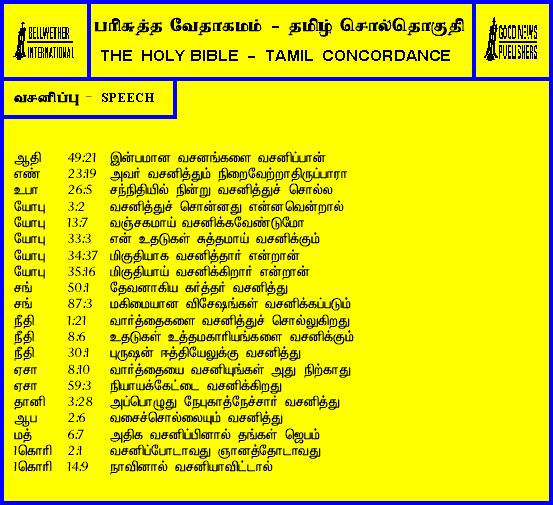 BELLWETHER
INTERNATIONAL
பரிசுத்த வேதாகமம் - தமிழ் சொல்தொகுதி
THE HOLY BIBLE - TAMIL CONCORDANCE
GOOD NEWS
PUBLISHERS
வசனிப்பு - SPEECH
ஆதி 49:21 இன்பமான வசனங்களை வசனிப்பான்
எண் 23:19 அவர் வசனித்தும் நிறைவேற்றாதிருப்பாரா
உபா 26:5 சந்நிதியில் நின்று வசனித்துச் சொல்ல
யோபு 3:2 வசனித்துச் சொன்னது என்னவென்றால்
யோபு 13:7 வஞ்சகமாய் வசனிக்கவேண்டுமோ
யோபு 33:3 என் உதடுகள் சுத்தமாய் வசனிக்கும்
யோபு 34:37 மிகுதியாக வசனித்தார் என்றான்
யோபு 35:16 மிகுதியாய் வசனிக்கிறார் என்றான்
சங் 50:1 தேவனாகிய கர்த்தர் வசனித்து
சங் 87:3 மகிமையான விசேஷங்கள் வசனிக்கப்படும்
நீதி 1:21 வார்த்தைகளை வசனித்துச் சொல்லுகிறது
நீதி 8:6 உதடுகள் உத்தமகாரியங்களை வசனிக்கும்
நீதி 30:1 புருஷன் ஈத்தியேலுக்கு வசனித்து
ஏசா 8:10 வார்த்தையை வசனியுங்கள் அது நிற்காது
ஏசா 59:3 நியாயக்கேட்டை வசனிக்கிறது
தானி 3:28 அப்பொழுது நேபுகாத்நேச்சார் வசனித்து
ஆப 2:6 வசைச்சொல்லையும் வசனித்து
மத் 6:7 அதிக வசனிப்பினால் தங்கள் ஜெபம்
1கொரி 2:1 வசனிப்போடாவது ஞானத்தோடாவது
1கொரி 14:9 நாவினால் வசனியாவிட்டால்